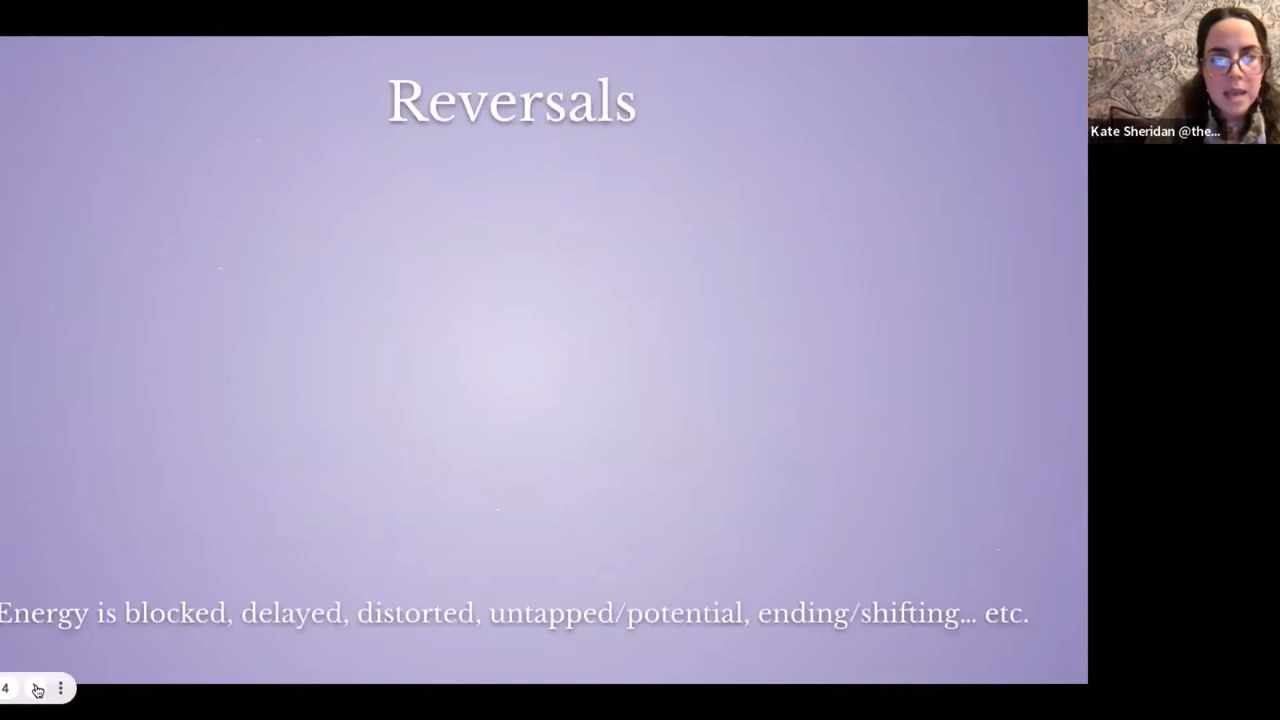 Reversals
Kate Sheridan @the...
Energy is blocked, delayed, distorted, untapped/potential, ending/shifting... etc.
4